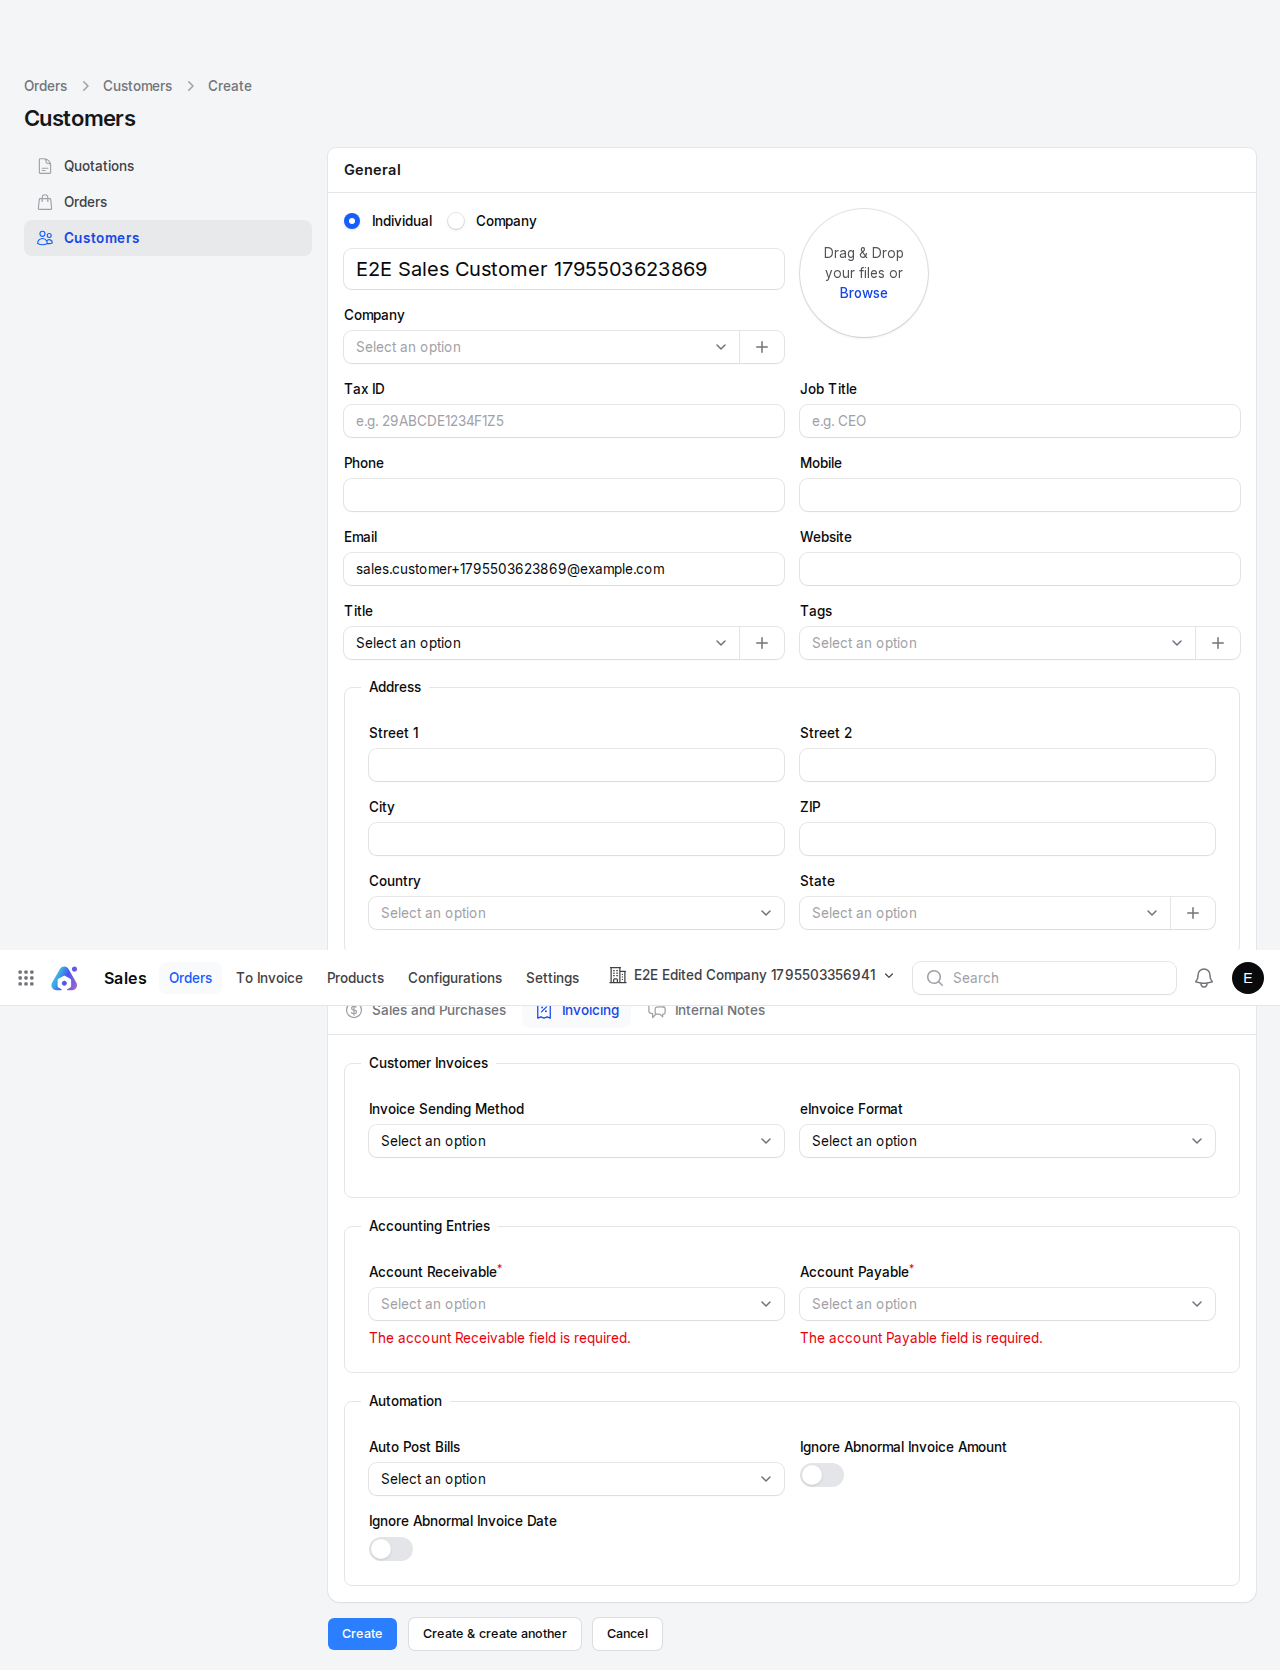 Orders
Customers
Create
Customers
Quotations
Orders
Customers
General
Individual
Company
E2E Sales Customer 1795503623869
Drag & Drop
your files or
Browse
Company
Select an option
Tax ID
Job Title
e.g. 29ABCDE1234F1Z5
e.g. CEO
Phone
Mobile
Email
Website
sales.customer+1795503623869@example.com
Title
Tags
Select an option
Select an option
Address
Street 1
Street 2
City
ZIP
Country
State
Select an option
Select an option
Sales
Orders
To Invoice
Products
Configurations
Settings
E2E Edited Company 1795503356941
Search
E
Sales and Purchases
Invoicing
Internal Notes
Customer Invoices
Invoice Sending Method
eInvoice Format
Select an option
Select an option
Accounting Entries
Account Receivable*
Account Payable*
Select an option
Select an option
The account Receivable field is required.
The account Payable field is required.
Automation
Auto Post Bills
Ignore Abnormal Invoice Amount
Select an option
Ignore Abnormal Invoice Date
Create
Create & create another
Cancel